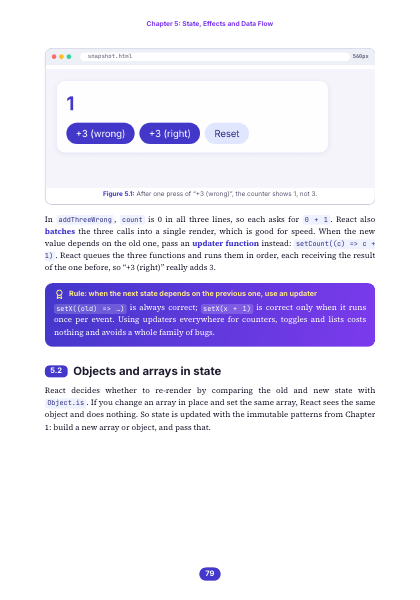 Chapter 5: State, Effects and Data Flow
snapshot.html
560px
1
+3 (wrong)
+3 (right)
Reset
Figure 5.1: After one press of “+3 (wrong)”, the counter shows 1, not 3.
In addThreeWrong, count is 0 in all three lines, so each asks for 0 + 1. React also
batches the three calls into a single render, which is good for speed. When the new
value depends on the old one, pass an updater function instead: setCount((c) => c +
1). React queues the three functions and runs them in order, each receiving the result
of the one before, so “+3 (right)” really adds 3.
Rule: when the next state depends on the previous one, use an updater
setX((old) => …) is always correct; setX(x + 1) is correct only when it runs
once per event. Using updaters everywhere for counters, toggles and lists costs
nothing and avoids a whole family of bugs.
5.2 Objects and arrays in state
React decides whether to re-render by comparing the old and new state with
Object.is. If you change an array in place and set the same array, React sees the same
object and does nothing. So state is updated with the immutable patterns from Chapter
1: build a new array or object, and pass that.
79